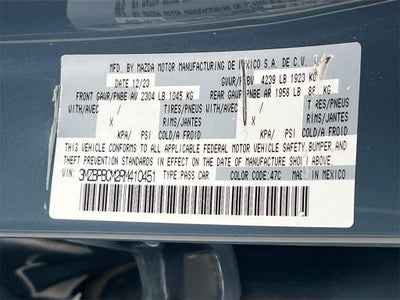 MFD. BY MAZDA MOTOR MANUFACTURING DE MEXICO S.A. DE C.V.
DATE 12/23 4239 LB 1923 KG
FRONT GAWR/PNBE AV 2304 LB 1045 KG REAR GAWR/PNBE AR 1958 LB KG
WITH/AVEC / TIRES/PNEUS WITH/AVEC / TIRES/PNEUS
X RIMS/JANTES X RIMS/JANTES
KPA/ PSI COLD/A FROID KPA/ PSI COLD/A FROID
THIS VEHICLE CONFORMS TO ALL APPLICABLE FEDERAL MOTOR VEHICLE SAFETY, BUMPER, AND
THEFT PREVENTION STANDARDS IN EFFECT ON THE DATE OF MANUFACTURE SHOWN ABOVE.
VIN: 3MZBPBCM2RM410451 TYPE:PASS CAR COLOR CODE:47C MADE IN MEXICO